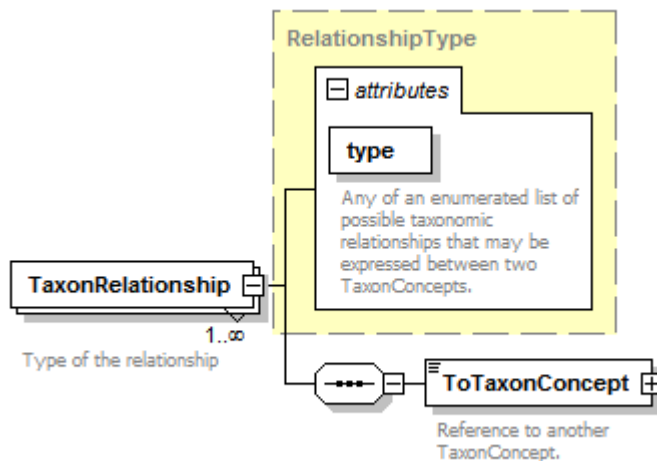 RelationshipType
attributes
type
Any of an enumerated list of
possible taxonomic
relationships that may be
expressed between two
TaxonConcepts.
TaxonRelationship
1..∞
Type of the relationship
ToTaxonConcept
Reference to another
TaxonConcept.